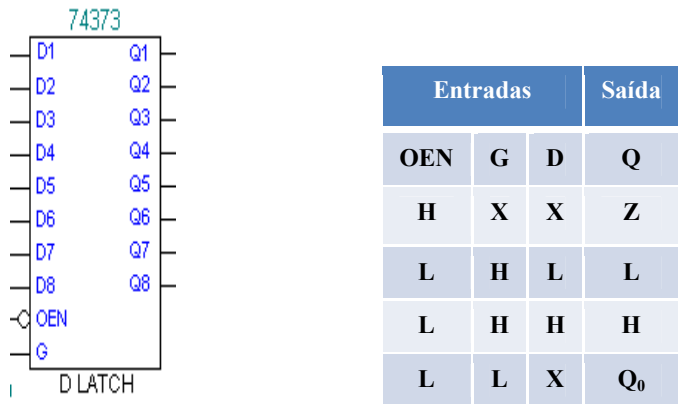 74373
D1 Q1
D2 Q2
D3 Q3
D4 Q4
D5 Q5
D6 Q6
D7 Q7
D8 Q8
OEN
G
D LATCH
Entradas Saída
OEN G D Q
H X X Z
L H L L
L H H H
L L X Q₀